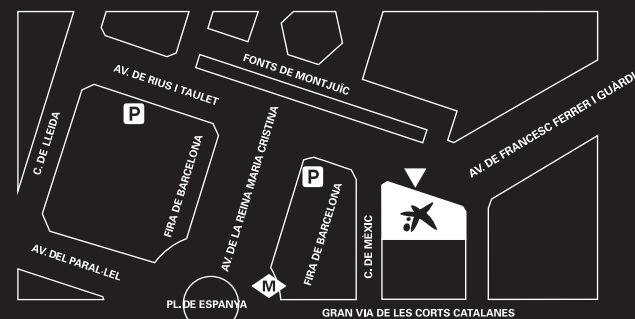 FONTS DE MONTJUÏC
AV. DE RIUS I TAULET
AV. DE FRANCESC FERRER I GUÀRDI
C. DE LLEIDA
P
FIRA DE BARCELONA
AV. DE LA REINA MARIA CRISTINA
P
FIRA DE BARCELONA
C. DE MÈXIC
AV. DEL PARAL·LEL
M
PL. DE ESPANYA
GRAN VIA DE LES CORTS CATALANES